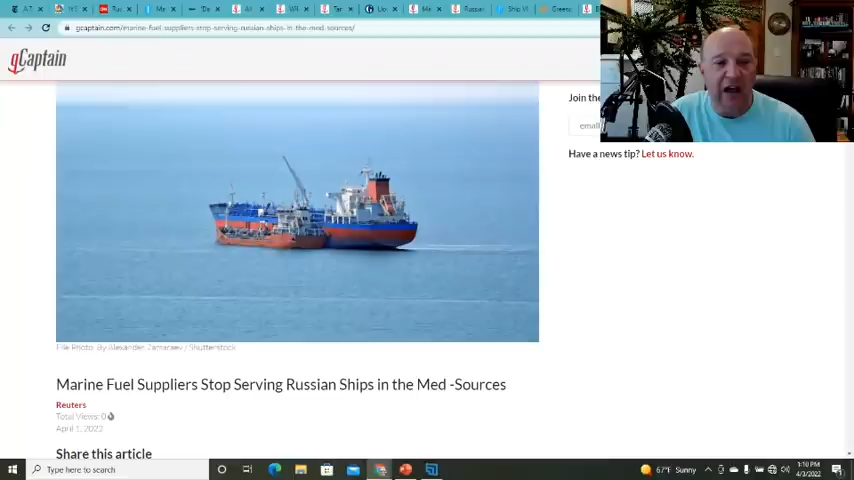 gcaptain.com/marine-fuel-suppliers-stop-serving-russian-ships-in-the-med-sources/
gCaptain
Join the
email
Have a news tip? Let us know.
File Photo: By Alexander Zamaraev / Shutterstock
Marine Fuel Suppliers Stop Serving Russian Ships in the Med -Sources
Reuters
Total Views: 0
April 1, 2022
Share this article
Type here to search
67°F Sunny
1:10 PM
4/3/2022